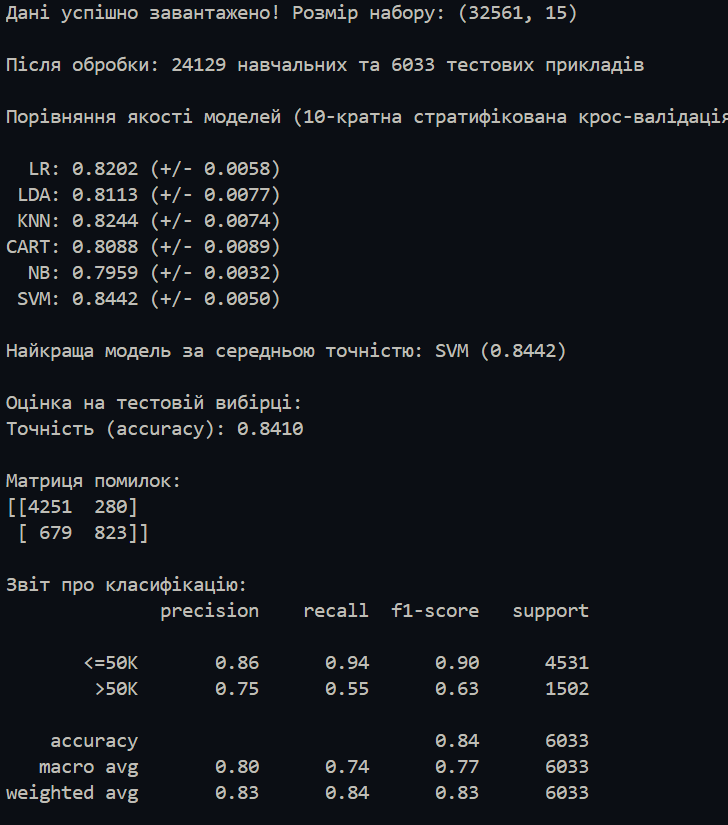 Дані успішно завантажено! Розмір набору: (32561, 15)
Після обробки: 24129 навчальних та 6033 тестових прикладів
Порівняння якості моделей (10-кратна стратифікована крос-валідація
LR: 0.8202 (+/- 0.0058)
LDA: 0.8113 (+/- 0.0077)
KNN: 0.8244 (+/- 0.0074)
CART: 0.8088 (+/- 0.0089)
NB: 0.7959 (+/- 0.0032)
SVM: 0.8442 (+/- 0.0050)
Найкраща модель за середньою точністю: SVM (0.8442)
Оцінка на тестовій вибірці:
Точність (accuracy): 0.8410
Матриця помилок:
[[4251  280]
 [ 679  823]]
Звіт про класифікацію:
precision    recall  f1-score   support
<=50K       0.86      0.94      0.90      4531
>50K       0.75      0.55      0.63      1502
accuracy                           0.84      6033
macro avg       0.80      0.74      0.77      6033
weighted avg       0.83      0.84      0.83      6033